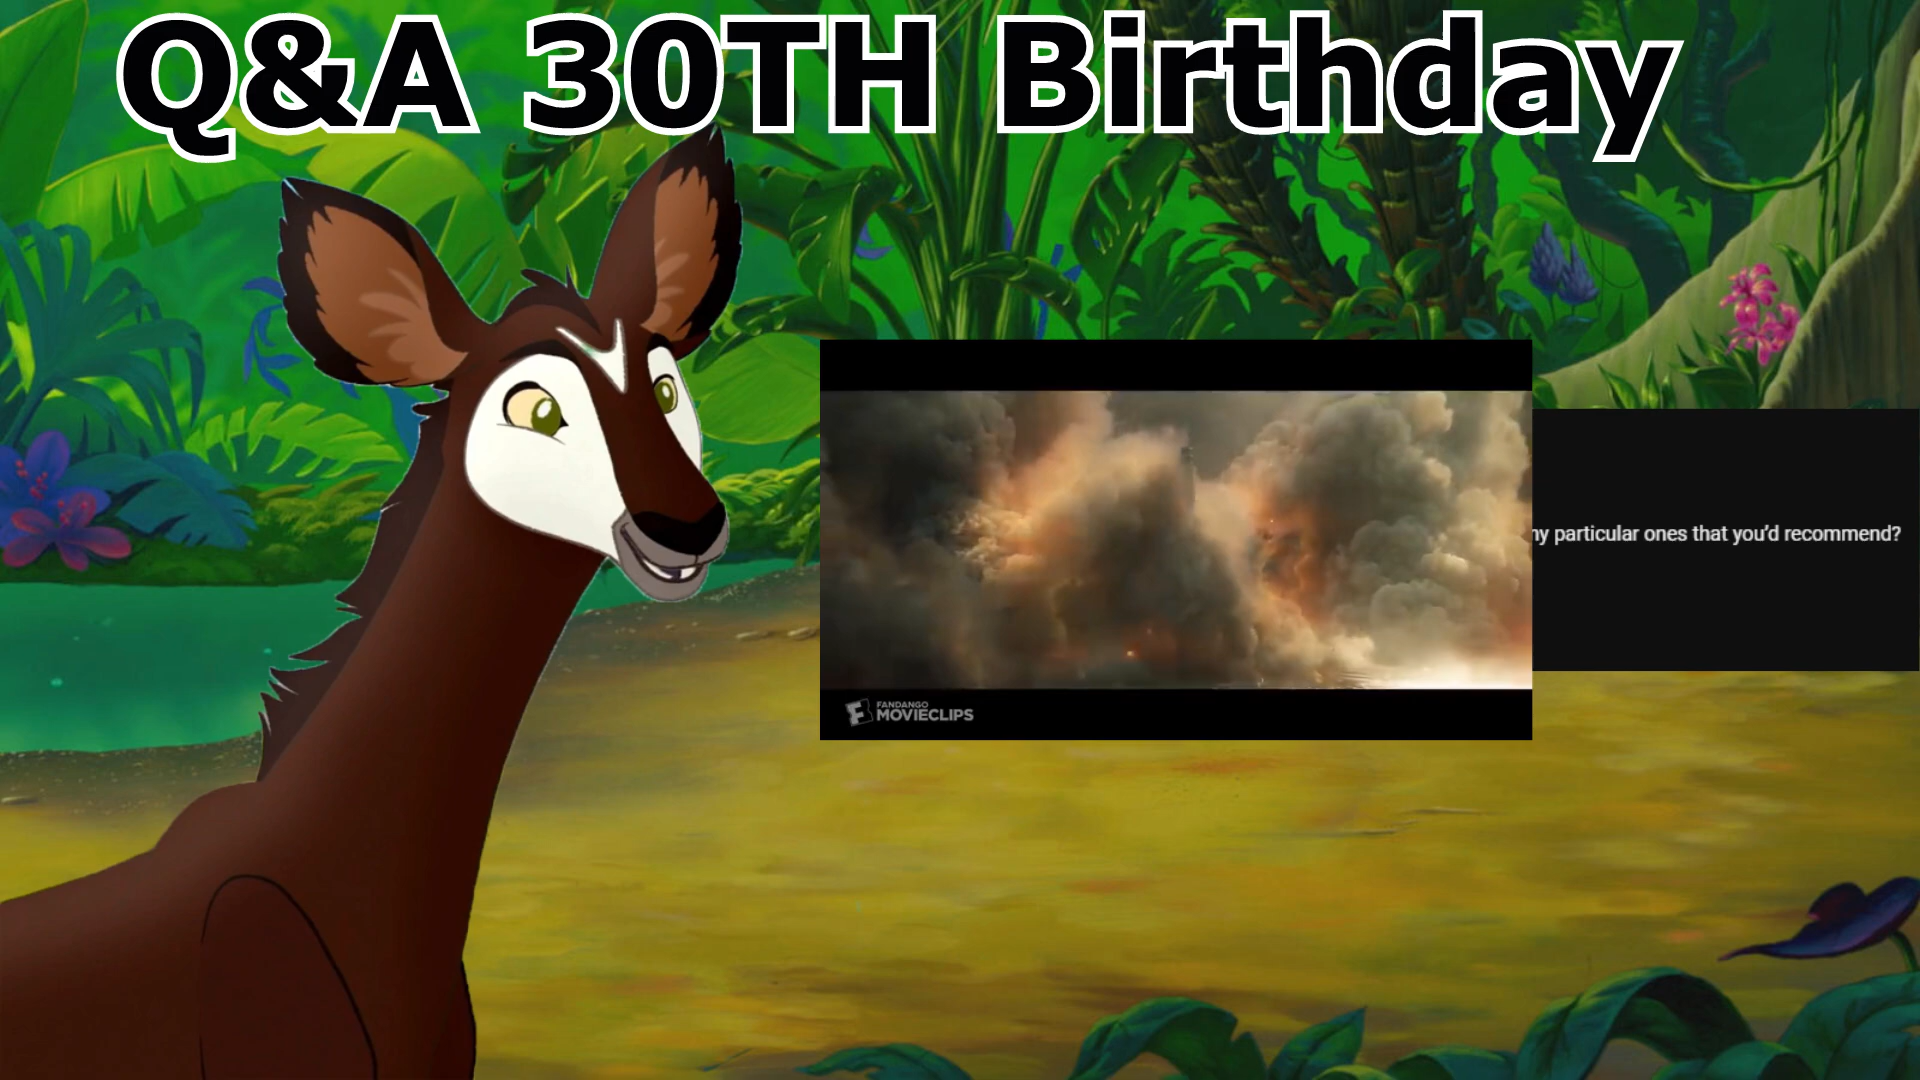 Q&A 30TH Birthday
particular ones that you'd recommend?
FANDANGO
MOVIECLIPS